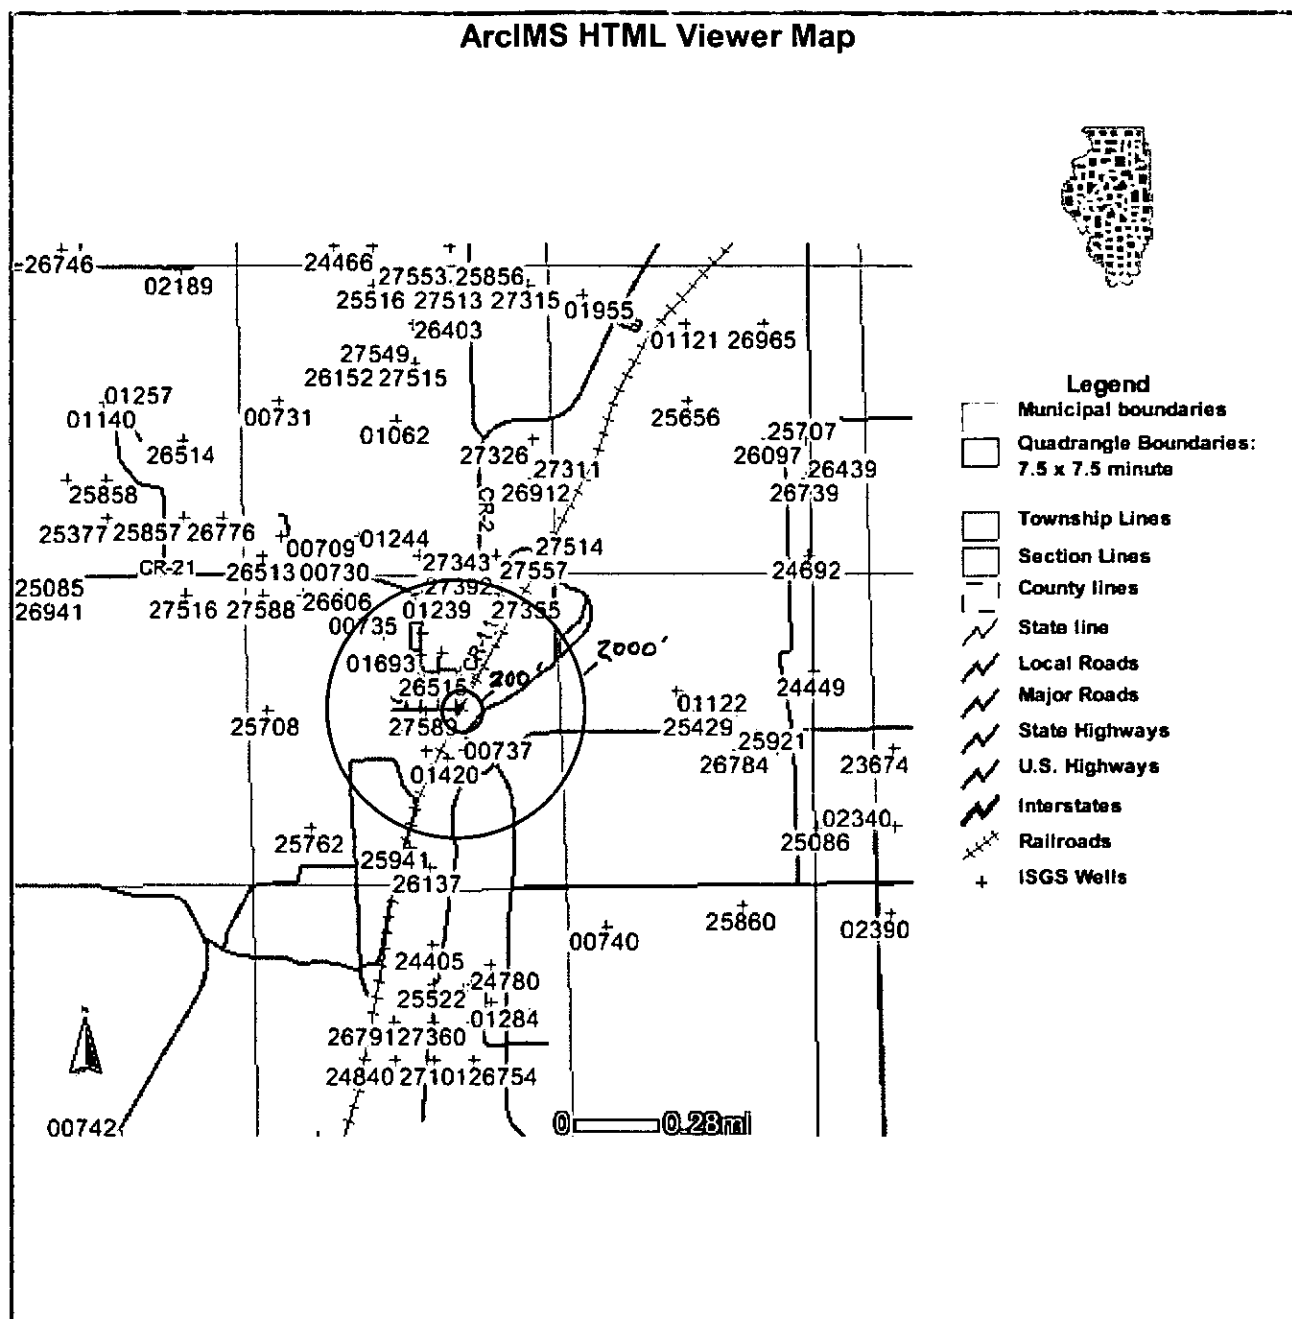 ArcIMS HTML Viewer Map
26746 24466
02189 27553 25856
25516 27513 27315 01955
26403 01121 26965
27549
26152 27515
01257
01140 00731 01062 25656
25707
26514 27326 27311 26097 26439
25858 26912 26739
CR-2
25377 25857 26776 00709 01244 27514
CR-21 26513 00730 27343 27557 24692
25085 27392
26941 27516 27588 26606 01239 27355
00735
CR-1
01693 2000'
26515 200' 24449
01122
25708 27589 25429 25921
00737 26784 23674
01420
02340
25762 25086
25941
26137
25860 02390
00740
24405
24780
25522
01284
26791 27360
24840 27101 26754
00742 0 0.28mi
Legend
Municipal boundaries
Quadrangle Boundaries:
7.5 x 7.5 minute
Township Lines
Section Lines
County lines
State line
Local Roads
Major Roads
State Highways
U.S. Highways
Interstates
Railroads
ISGS Wells